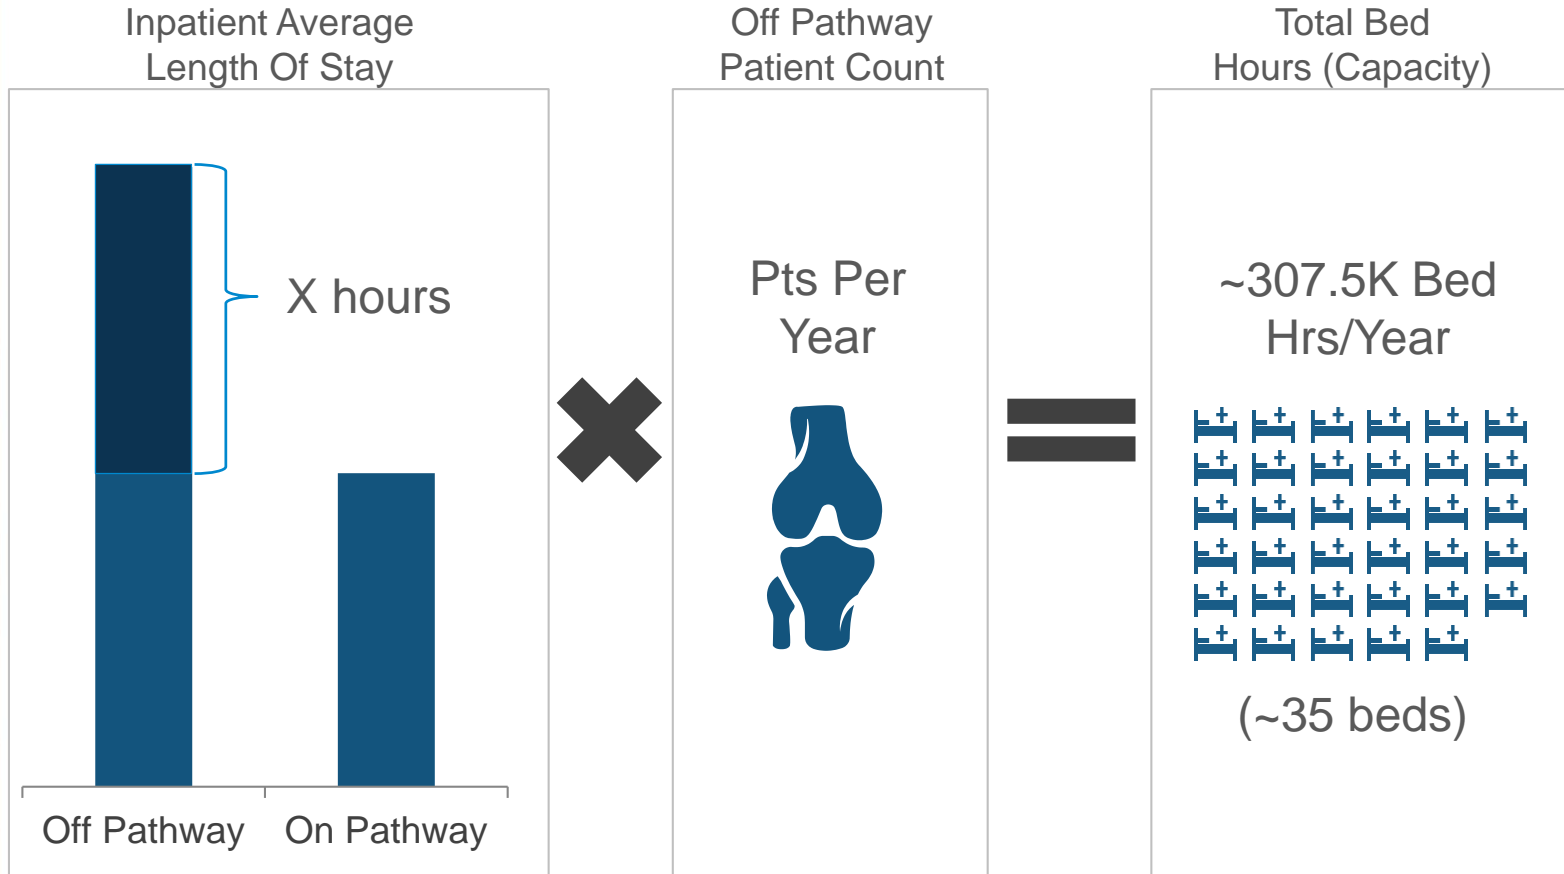 Inpatient Average
Length Of Stay
Off Pathway
Patient Count
Total Bed
Hours (Capacity)
X hours
Off Pathway
On Pathway
Pts Per
Year
~307.5K Bed
Hrs/Year
(~35 beds)